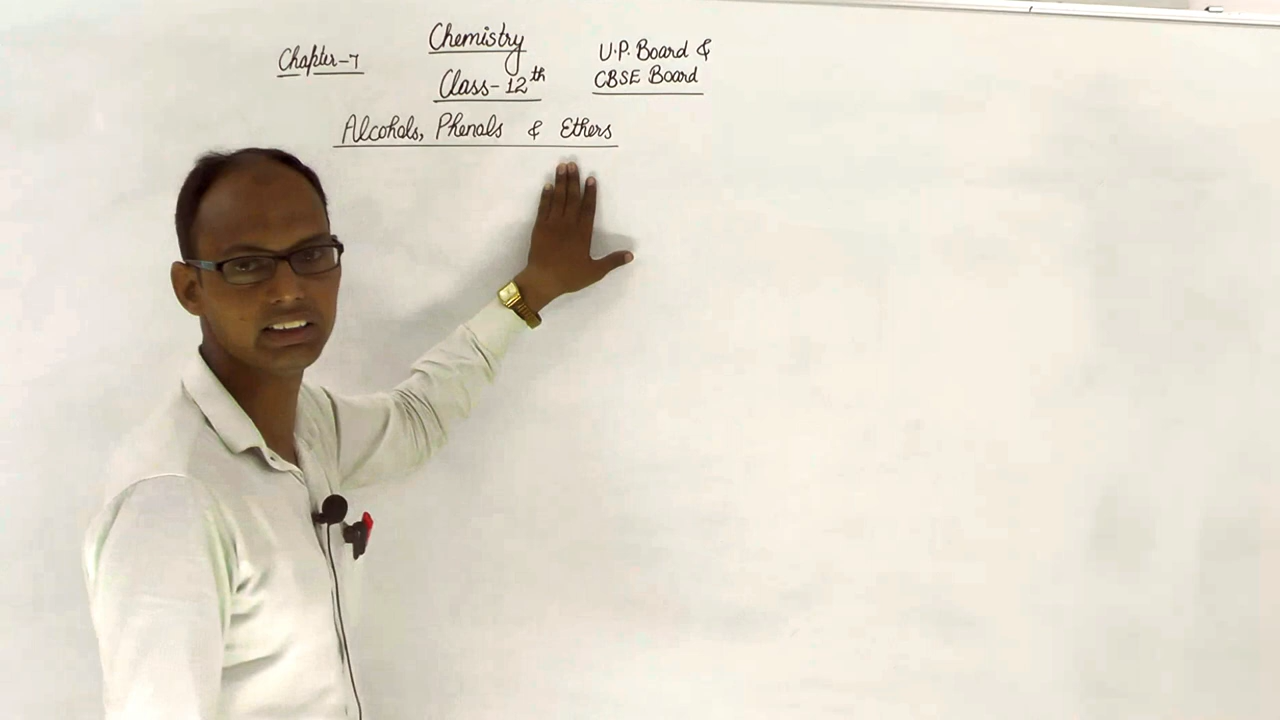 Chapter-7
Chemistry
Class-12th
U.P. Board &
CBSE Board
Alcohols, Phenols & Ethers